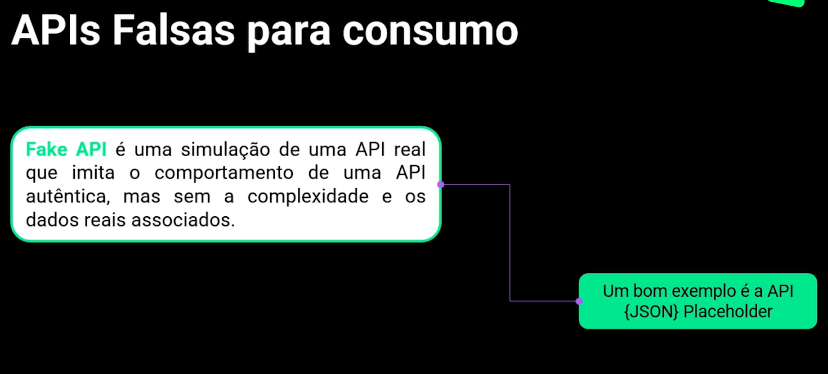 APIs Falsas para consumo
Fake API é uma simulação de uma API real
que imita o comportamento de uma API
autêntica, mas sem a complexidade e os
dados reais associados.
Um bom exemplo é a API
{JSON} Placeholder